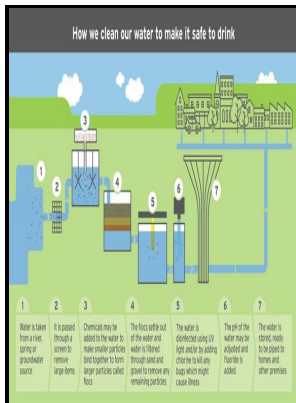 How we clean our water to make it safe to drink
3
1
2
4
5
6
7
1
Water is taken
from a river,
spring or
groundwater
source
2
It is passed
through a
screen to
remove
large items
3
Chemicals may be
added to the water to
make smaller particles
bind together to form
larger particles called
flocs
4
The flocs settle out
of the water and
water is filtered
through sand and
gravel to remove any
remaining particles
5
The water is
disinfected using UV
light and/or by adding
chlorine to kill any
bugs which might
cause illness
6
The pH of the
water may be
adjusted and
fluoride is
added
7
The water is
stored, ready
to be piped to
homes and
other premises